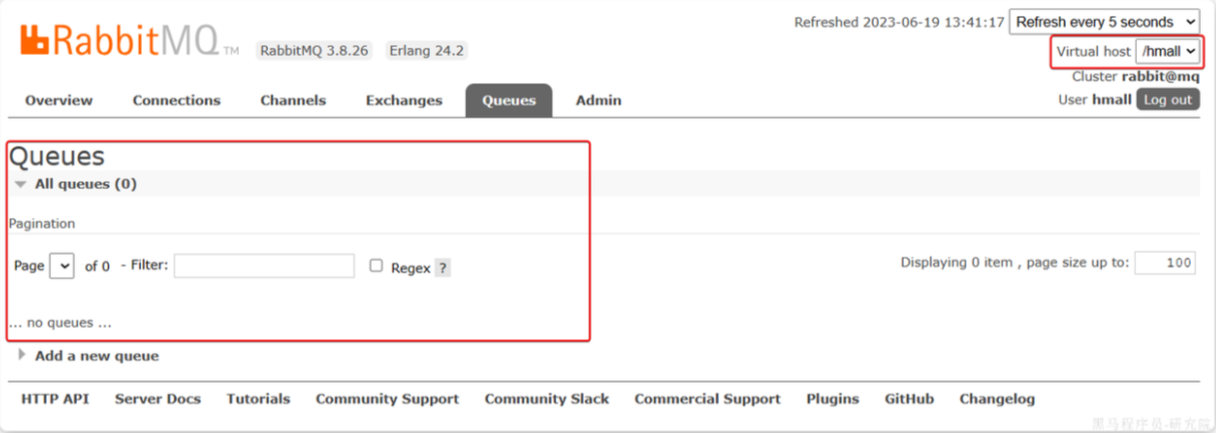 Refreshed 2023-06-19 13:41:17 Refresh every 5 seconds
RabbitMQ TM RabbitMQ 3.8.26 Erlang 24.2
Virtual host /hmall
Cluster rabbit@mq
User hmall Log out
Overview Connections Channels Exchanges Queues Admin
Queues
All queues (0)
Pagination
Page of 0 - Filter: Regex ? Displaying 0 item , page size up to: 100
... no queues ...
Add a new queue
HTTP API Server Docs Tutorials Community Support Community Slack Commercial Support Plugins GitHub Changelog
黑马程序员-研究院